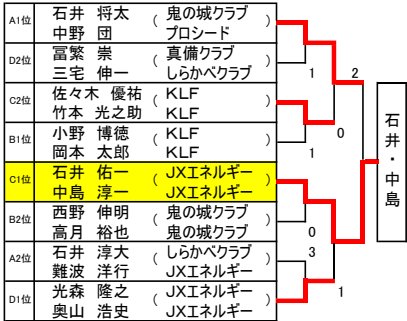 A1位 石井 将太 ( 鬼の城クラブ )
中野 団 プロシード
D2位 冨繁 崇 ( 真備クラブ )
三宅 伸一 しらかべクラブ
C2位 佐々木 優祐 ( KLF )
竹本 光之助 KLF
B1位 小野 博徳 ( KLF )
岡本 太郎 KLF
C1位 石井 佑一 ( JXエネルギー )
中島 淳一 JXエネルギー
B2位 西野 伸明 ( 鬼の城クラブ )
高月 裕也 鬼の城クラブ
A2位 石井 淳大 ( しらかべクラブ )
難波 洋行 JXエネルギー
D1位 光森 隆之 ( JXエネルギー )
奥山 浩史 JXエネルギー
1
2
0
1
0
3
1
石井・中島